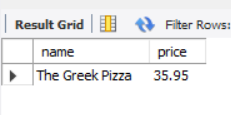 Result Grid Filter Rows:
name price
The Greek Pizza 35.95